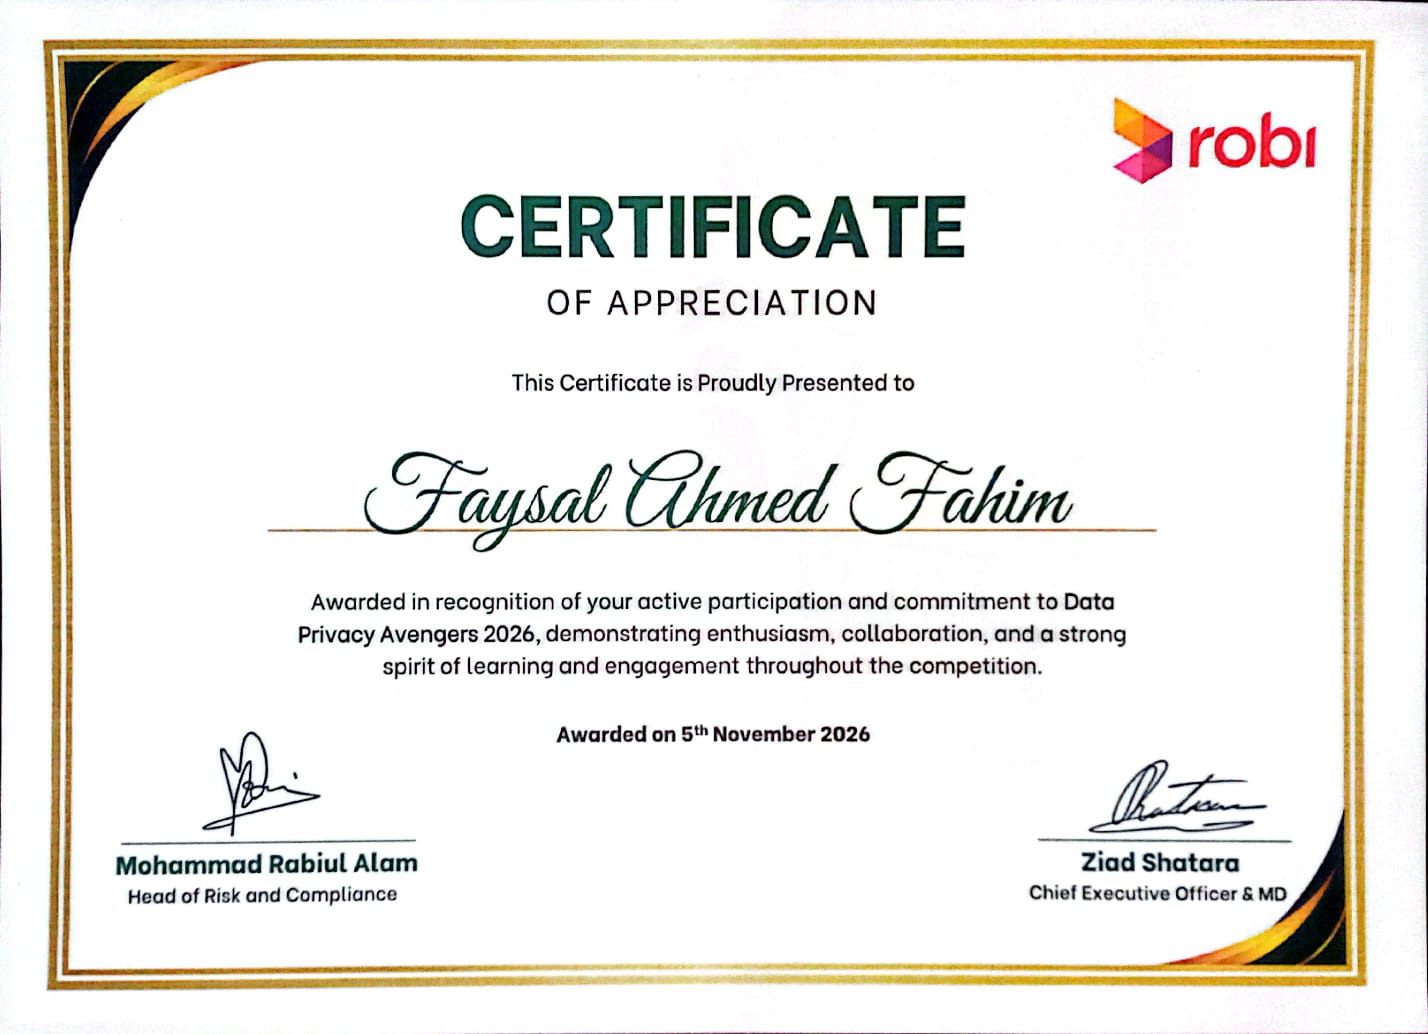 robi
CERTIFICATE
OF APPRECIATION
This Certificate is Proudly Presented to
Faysal Ahmed Fahim
Awarded in recognition of your active participation and commitment to Data
Privacy Avengers 2026, demonstrating enthusiasm, collaboration, and a strong
spirit of learning and engagement throughout the competition.
Awarded on 5th November 2026
Mohammad Rabiul Alam
Head of Risk and Compliance
Ziad Shatara
Chief Executive Officer & MD